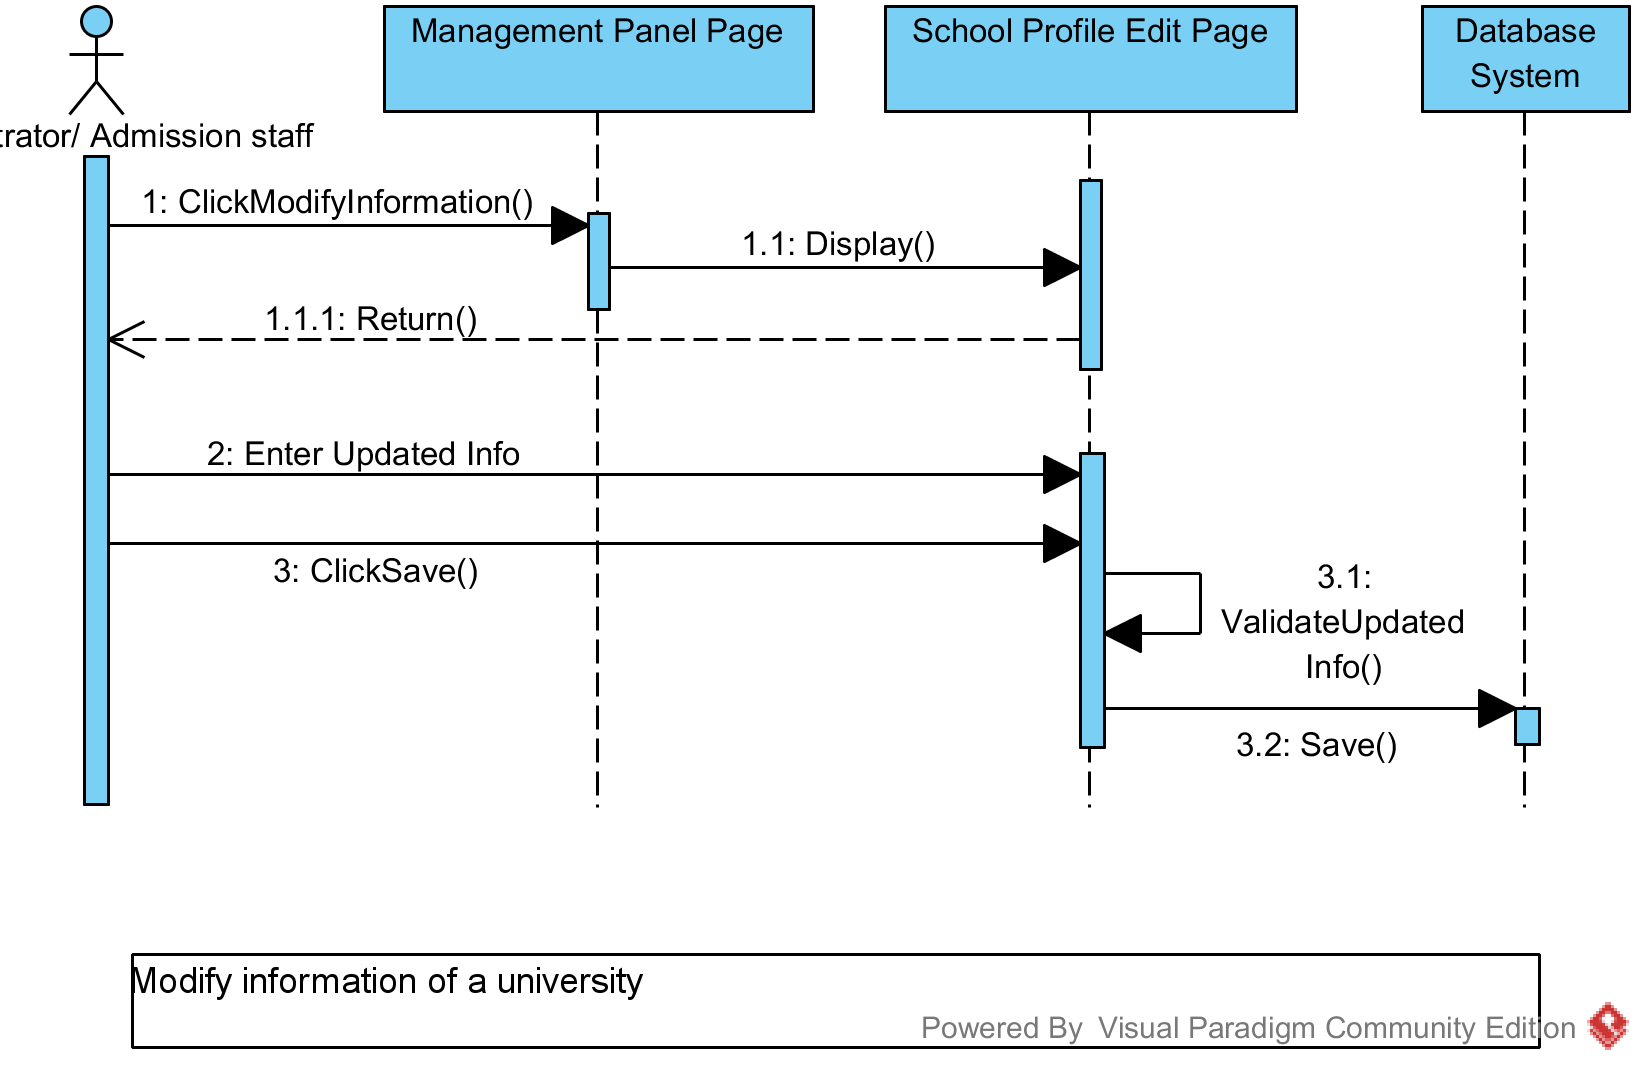 Management Panel Page
School Profile Edit Page
Database
System
trator/ Admission staff
1: ClickModifyInformation()
1.1: Display()
1.1.1: Return()
2: Enter Updated Info
3: ClickSave()
3.1:
ValidateUpdated
Info()
3.2: Save()
Modify information of a university
Powered By Visual Paradigm Community Edition